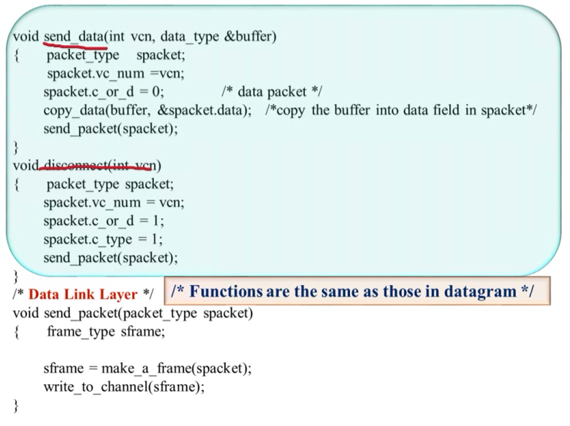 void send_data(int vcn, data_type &buffer)
{ packet_type spacket;
spacket.vc_num =vcn;
spacket.c_or_d = 0; /* data packet */
copy_data(buffer, &spacket.data); /*copy the buffer into data field in spacket*/
send_packet(spacket);
}
void disconnect(int vcn)
{ packet_type spacket;
spacket.vc_num = vcn;
spacket.c_or_d = 1;
spacket.c_type = 1;
send_packet(spacket);
}
/* Data Link Layer */ /* Functions are the same as those in datagram */
void send_packet(packet_type spacket)
{ frame_type sframe;
sframe = make_a_frame(spacket);
write_to_channel(sframe);
}